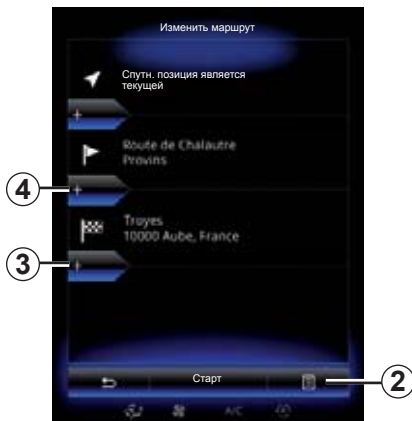 Изменить маршрут
Спутн. позиция является
текущей
+
Route de Chalautre
Provins
+
4
Troyes
10000 Aube, France
+
3
Старт
2
A/C